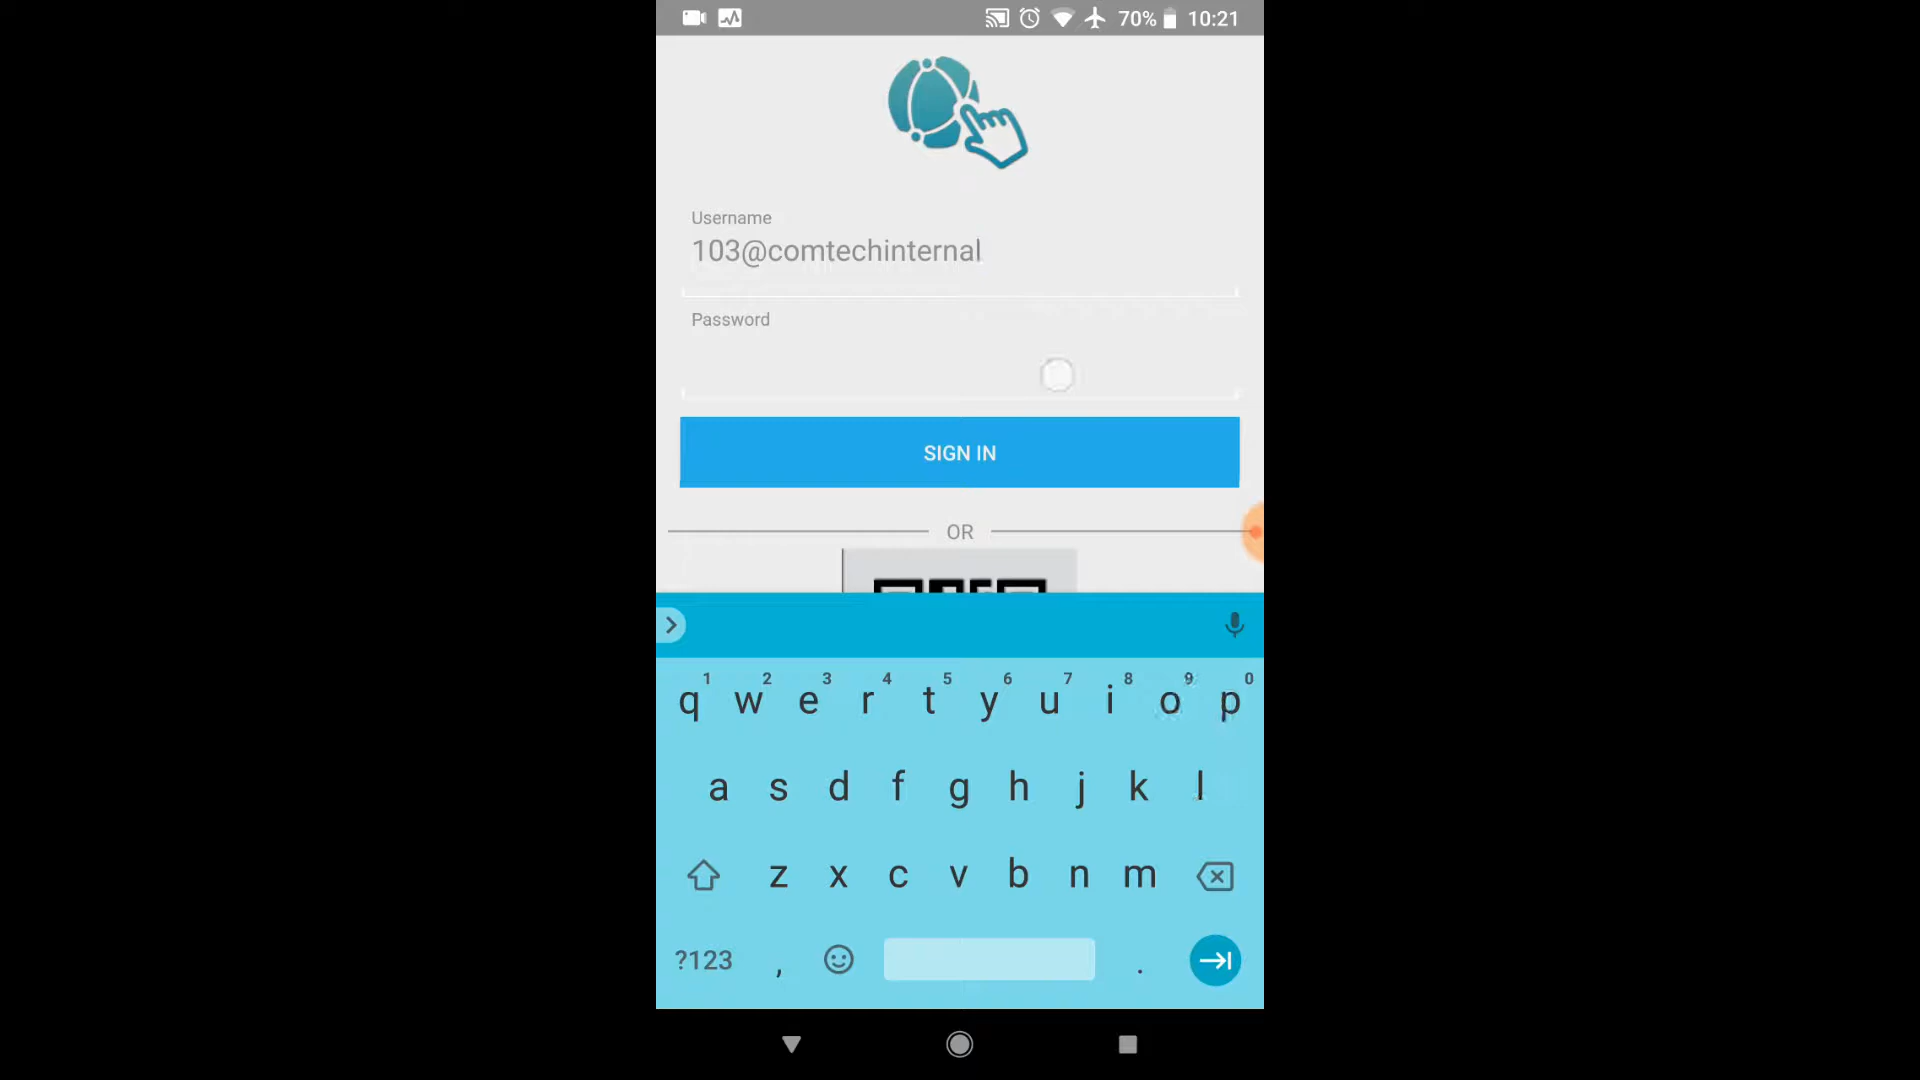 70% 10:21
Username
103@comtechinternal
Password
SIGN IN
OR
1 2 3 4 5 6 7 8 9 0
q w e r t y u i o p
a s d f g h j k l
z x c v b n m
?123 , .